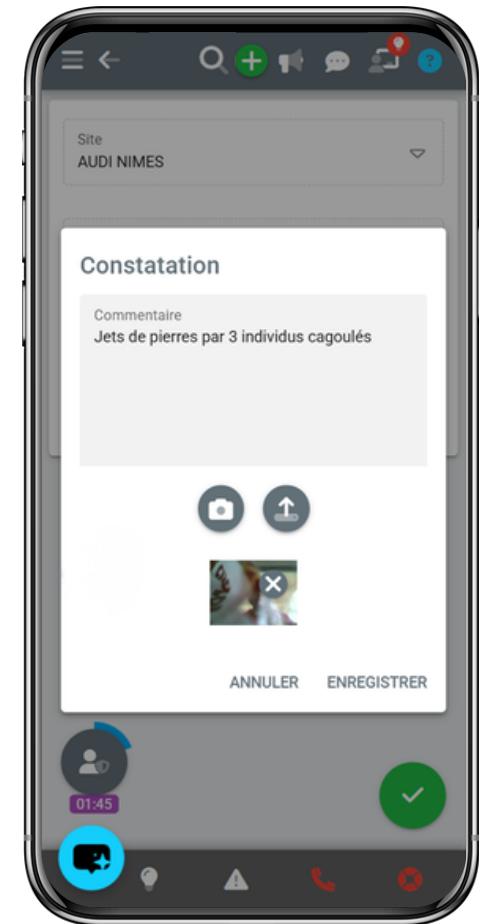 ?
Site
AUDI NIMES
Constatation
Commentaire
Jets de pierres par 3 individus cagoulés
ANNULER
ENREGISTRER
01:45